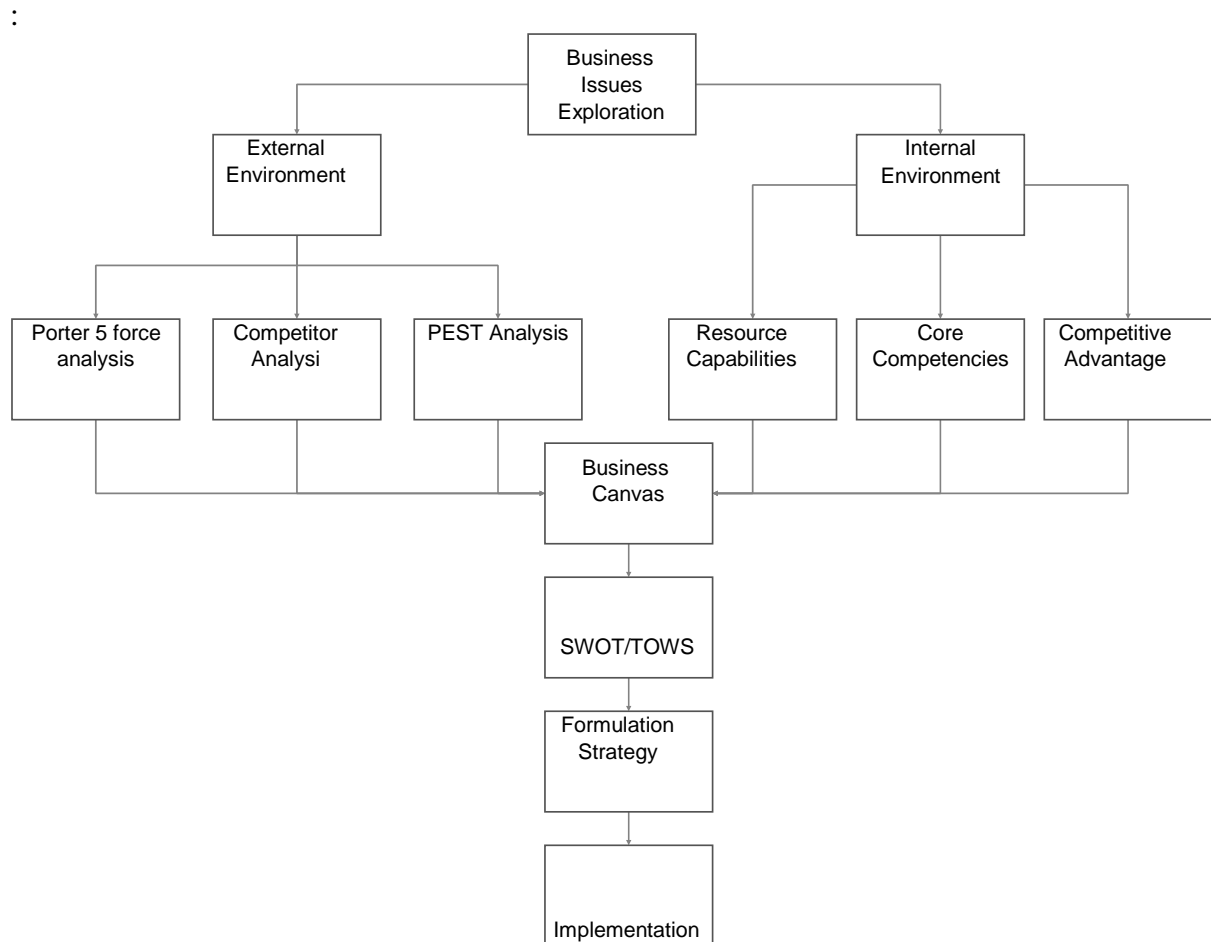 :
Business
Issues
Exploration
External
Environment
Internal
Environment
Porter 5 force
analysis
Competitor
Analysi
PEST Analysis
Resource
Capabilities
Core
Competencies
Competitive
Advantage
Business
Canvas
SWOT/TOWS
Formulation
Strategy
Implementation